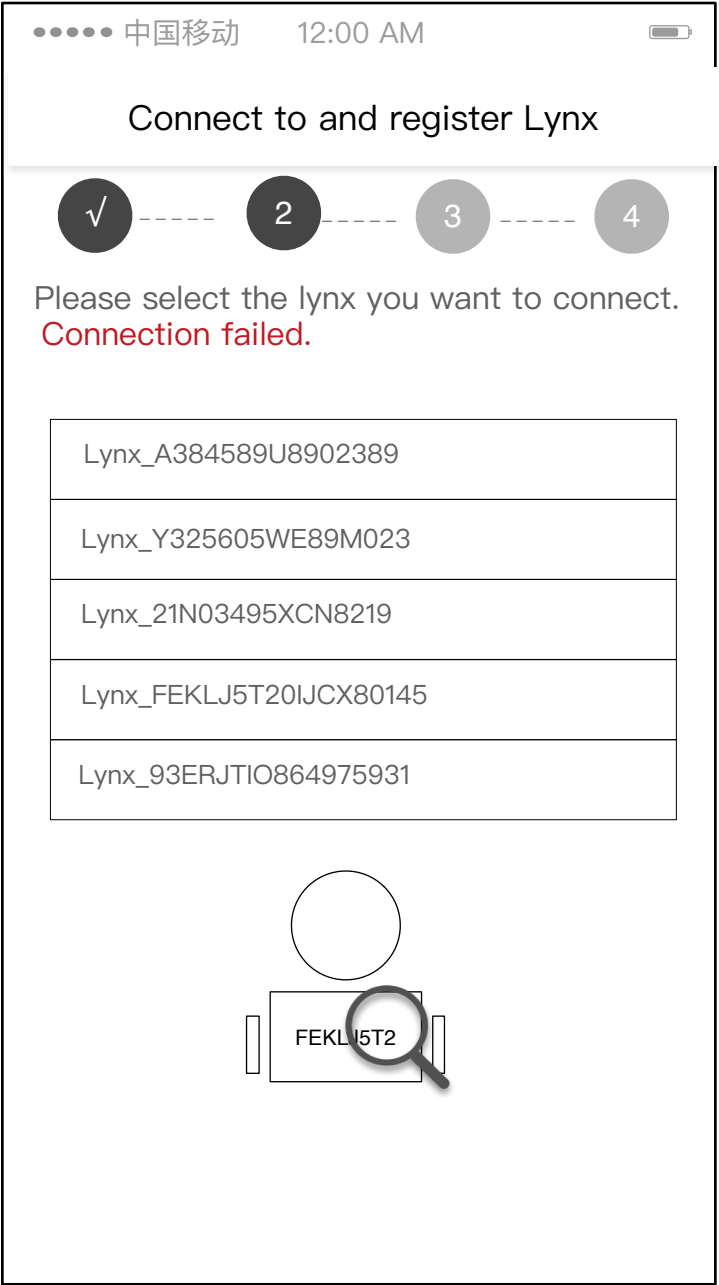 中国移动 12:00 AM
Connect to and register Lynx
√ 2 3 4
Please select the lynx you want to connect.
Connection failed.
Lynx_A384589U8902389
Lynx_Y325605WE89M023
Lynx_21N03495XCN8219
Lynx_FEKLJ5T20IJCX80145
Lynx_93ERJTIO864975931
FEKLJ5T2